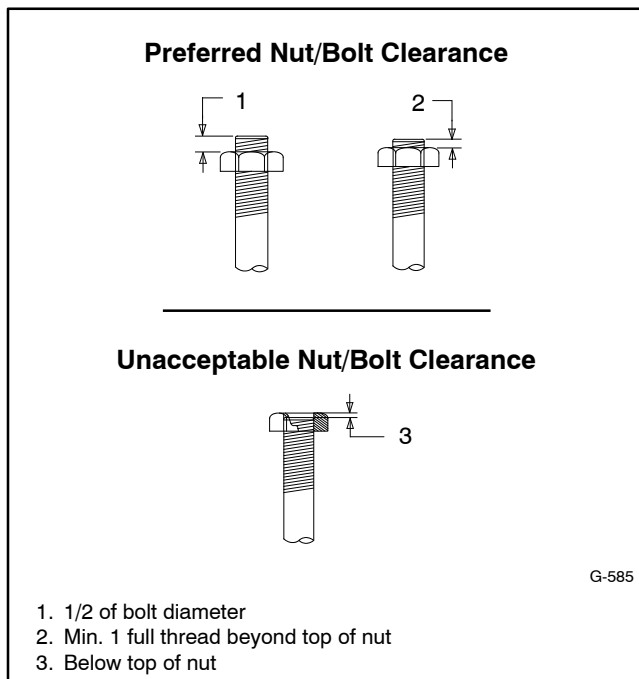 Preferred Nut/Bolt Clearance
1
2
Unacceptable Nut/Bolt Clearance
3
G-585
1. 1/2 of bolt diameter
2. Min. 1 full thread beyond top of nut
3. Below top of nut